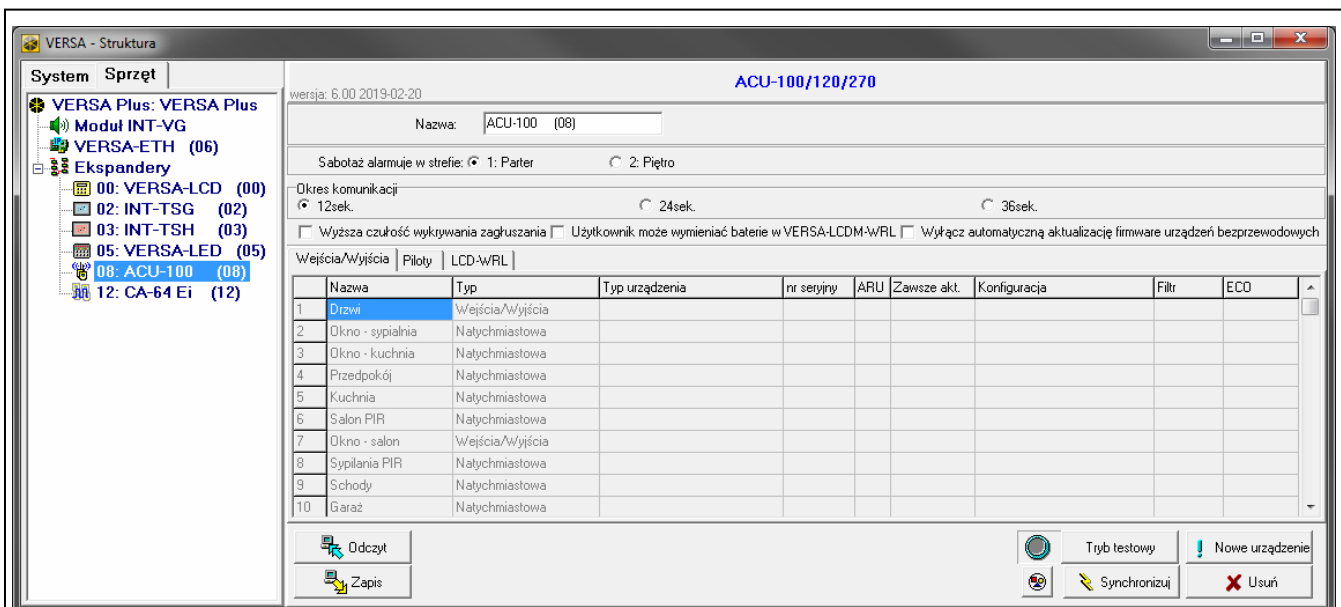 VERSA - Struktura
System Sprzęt
VERSA Plus: VERSA Plus
Moduł INT-VG
VERSA-ETH (06)
Ekspandery
00: VERSA-LCD (00)
02: INT-TSG (02)
03: INT-TSH (03)
05: VERSA-LED (05)
08: ACU-100 (08)
12: CA-64 Ei (12)
ACU-100/120/270
wersja: 6.00 2019-02-20
Nazwa: ACU-100 (08)
Sabotaż alarmuje w strefie: 1: Parter 2: Piętro
Okres komunikacji
12sek. 24sek. 36sek.
Wyższa czułość wykrywania zagłuszania Użytkownik może wymieniać baterie w VERSA-LCDM-WRL Wyłącz automatyczną aktualizację firmware urządzeń bezprzewodowych
Wejścia/Wyjścia Piloty LCD-WRL
Nazwa Typ Typ urządzenia nr seryjny ARU Zawsze akt. Konfiguracja Filtr ECO
1 Drzwi Wejścia/Wyjścia
2 Okno - sypialnia Natychmiastowa
3 Okno - kuchnia Natychmiastowa
4 Przedpokój Natychmiastowa
5 Kuchnia Natychmiastowa
6 Salon PIR Natychmiastowa
7 Okno - salon Wejścia/Wyjścia
8 Sypilania PIR Natychmiastowa
9 Schody Natychmiastowa
10 Garaż Natychmiastowa
Odczyt Tryb testowy Nowe urządzenie
Zapis Synchronizuj Usuń